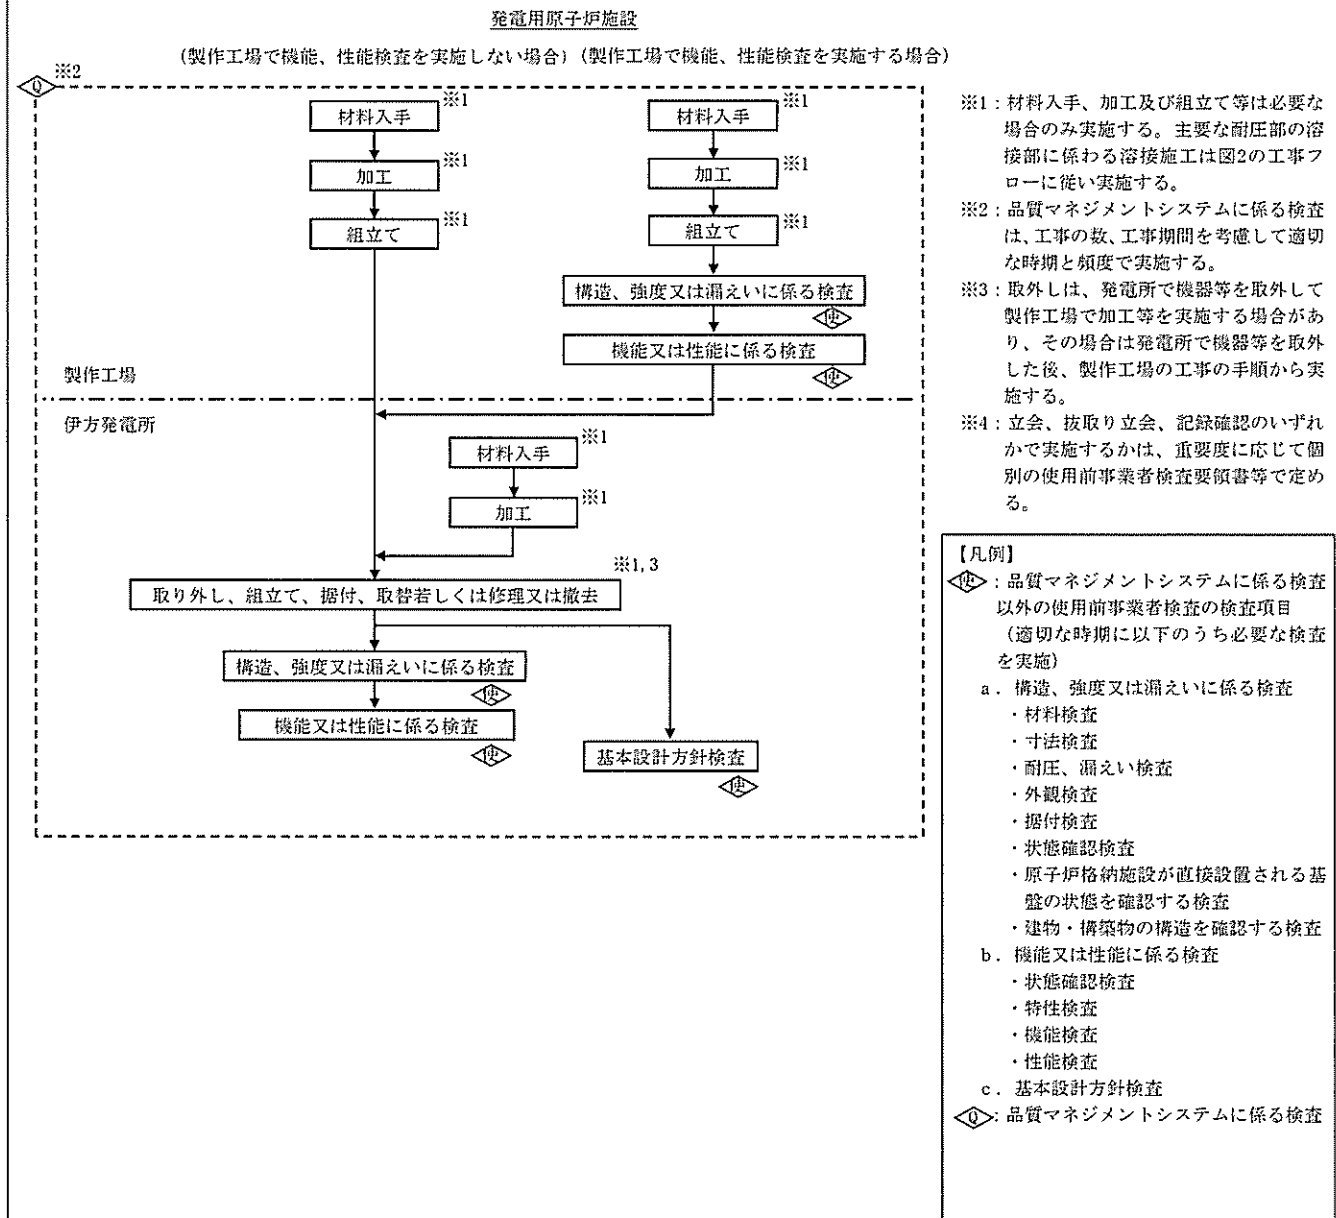 発電用原子炉施設
(製作工場で機能、性能検査を実施しない場合) (製作工場で機能、性能検査を実施する場合)
Q ※2
材料入手 ※1
加工 ※1
組立て ※1
材料入手 ※1
加工 ※1
組立て ※1
構造、強度又は漏えいに係る検査
使
機能又は性能に係る検査
使
製作工場
伊方発電所
材料入手 ※1
加工 ※1
※1,3
取り外し、組立て、据付、取替若しくは修理又は撤去
構造、強度又は漏えいに係る検査
使
機能又は性能に係る検査
使
基本設計方針検査
使
※1：材料入手、加工及び組立て等は必要な
場合のみ実施する。主要な耐圧部の溶
接部に係わる溶接施工は図2の工事フ
ローに従い実施する。
※2：品質マネジメントシステムに係る検査
は、工事の数、工事期間を考慮して適切
な時期と頻度で実施する。
※3：取外しは、発電所で機器等を取外して
製作工場で加工等を実施する場合があ
り、その場合は発電所で機器等を取外
した後、製作工場の工事の手順から実
施する。
※4：立会、抜取り立会、記録確認のいずれ
かで実施するかは、重要度に応じて個
別の使用前事業者検査要領書等で定め
る。
【凡例】
使：品質マネジメントシステムに係る検査
以外の使用前事業者検査の検査項目
（適切な時期に以下のうち必要な検査
を実施）
a．構造、強度又は漏えいに係る検査
・材料検査
・寸法検査
・耐圧、漏えい検査
・外観検査
・据付検査
・状態確認検査
・原子炉格納施設が直接設置される基
盤の状態を確認する検査
・建物・構築物の構造を確認する検査
b．機能又は性能に係る検査
・状態確認検査
・特性検査
・機能検査
・性能検査
c．基本設計方針検査
Q：品質マネジメントシステムに係る検査